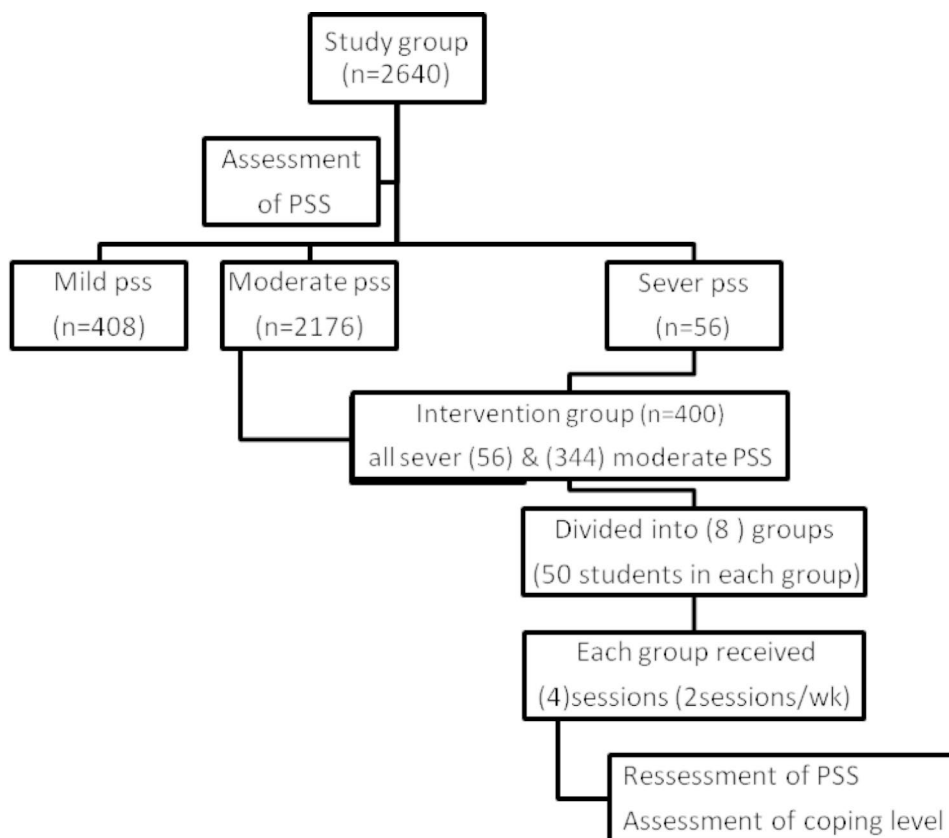 Study group
(n=2640)
Assessment
of PSS
Mild pss
(n=408)
Moderate pss
(n=2176)
Sever pss
(n=56)
Intervention group (n=400)
all sever (56) & (344) moderate PSS
Divided into (8 ) groups
(50 students in each group)
Each group received
(4)sessions (2sessions/wk)
Ressessment of PSS
Assessment of coping level